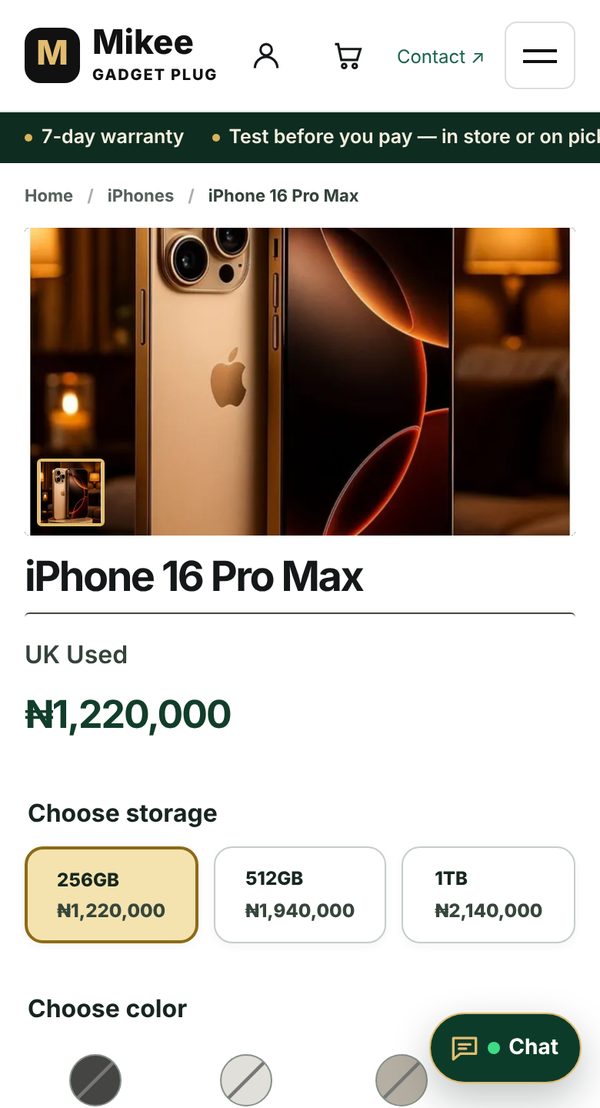 M
Mikee
GADGET PLUG
Contact ↗
• 7-day warranty • Test before you pay — in store or on
Home / iPhones / iPhone 16 Pro Max
iPhone 16 Pro Max
UK Used
₦1,220,000
Choose storage
256GB 512GB 1TB
₦1,220,000 ₦1,940,000 ₦2,140,000
Choose color
Chat